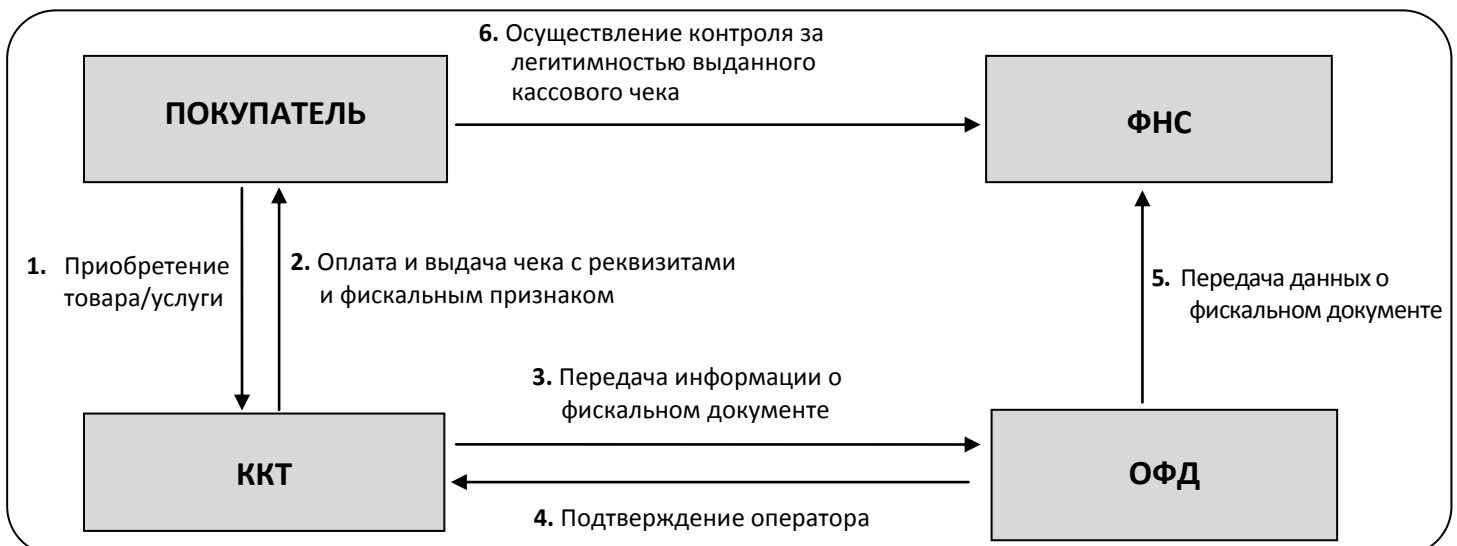 6. Осуществление контроля за
легитимностью выданного
кассового чека
ПОКУПАТЕЛЬ
ФНС
1. Приобретение
товара/услуги
2. Оплата и выдача чека с реквизитами
и фискальным признаком
5. Передача данных о
фискальном документе
3. Передача информации о
фискальном документе
ККТ
ОФД
4. Подтверждение оператора